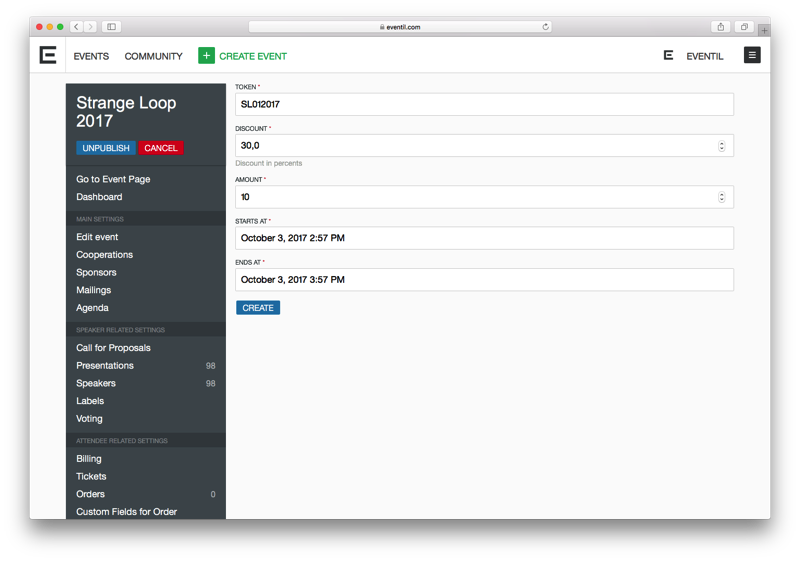 eventil.com
EVENTS
COMMUNITY
+ CREATE EVENT
EVENTIL
Strange Loop
2017
UNPUBLISH
CANCEL
Go to Event Page
Dashboard
MAIN SETTINGS
Edit event
Cooperations
Sponsors
Mailings
Agenda
SPEAKER RELATED SETTINGS
Call for Proposals
Presentations 98
Speakers 98
Labels
Voting
ATTENDEE RELATED SETTINGS
Billing
Tickets
Orders 0
Custom Fields for Order
TOKEN *
SL012017
DISCOUNT *
30,0
Discount in percents
AMOUNT *
10
STARTS AT *
October 3, 2017 2:57 PM
ENDS AT *
October 3, 2017 3:57 PM
CREATE